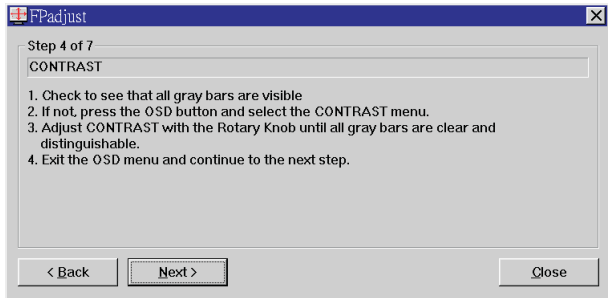 FPadjust
Step 4 of 7
CONTRAST
1. Check to see that all gray bars are visible
2. If not, press the OSD button and select the CONTRAST menu.
3. Adjust CONTRAST with the Rotary Knob until all gray bars are clear and
distinguishable.
4. Exit the OSD menu and continue to the next step.
< Back Next > Close